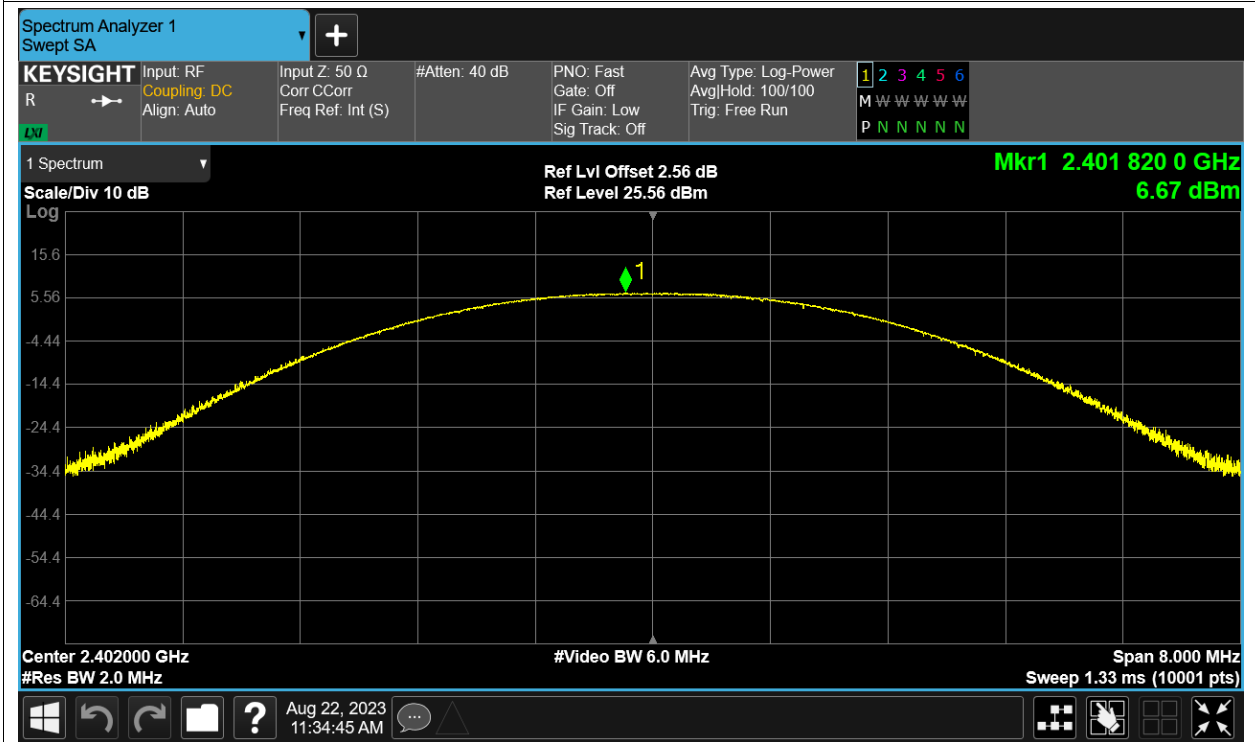 Spectrum Analyzer 1
Swept SA
+
KEYSIGHT
R
LXI
Input: RF
Coupling: DC
Align: Auto
Input Z: 50 Ω
Corr CCorr
Freq Ref: Int (S)
#Atten: 40 dB
PNO: Fast
Gate: Off
IF Gain: Low
Sig Track: Off
Avg Type: Log-Power
Avg|Hold: 100/100
Trig: Free Run
1 2 3 4 5 6
M W W W W W
P N N N N N
1 Spectrum
Scale/Div 10 dB
Log
Ref Lvl Offset 2.56 dB
Ref Level 25.56 dBm
Mkr1 2.401 820 0 GHz
6.67 dBm
15.6
1
5.56
-4.44
-14.4
-24.4
-34.4
-44.4
-54.4
-64.4
Center 2.402000 GHz
#Res BW 2.0 MHz
#Video BW 6.0 MHz
Span 8.000 MHz
Sweep 1.33 ms (10001 pts)
?
Aug 22, 2023
11:34:45 AM